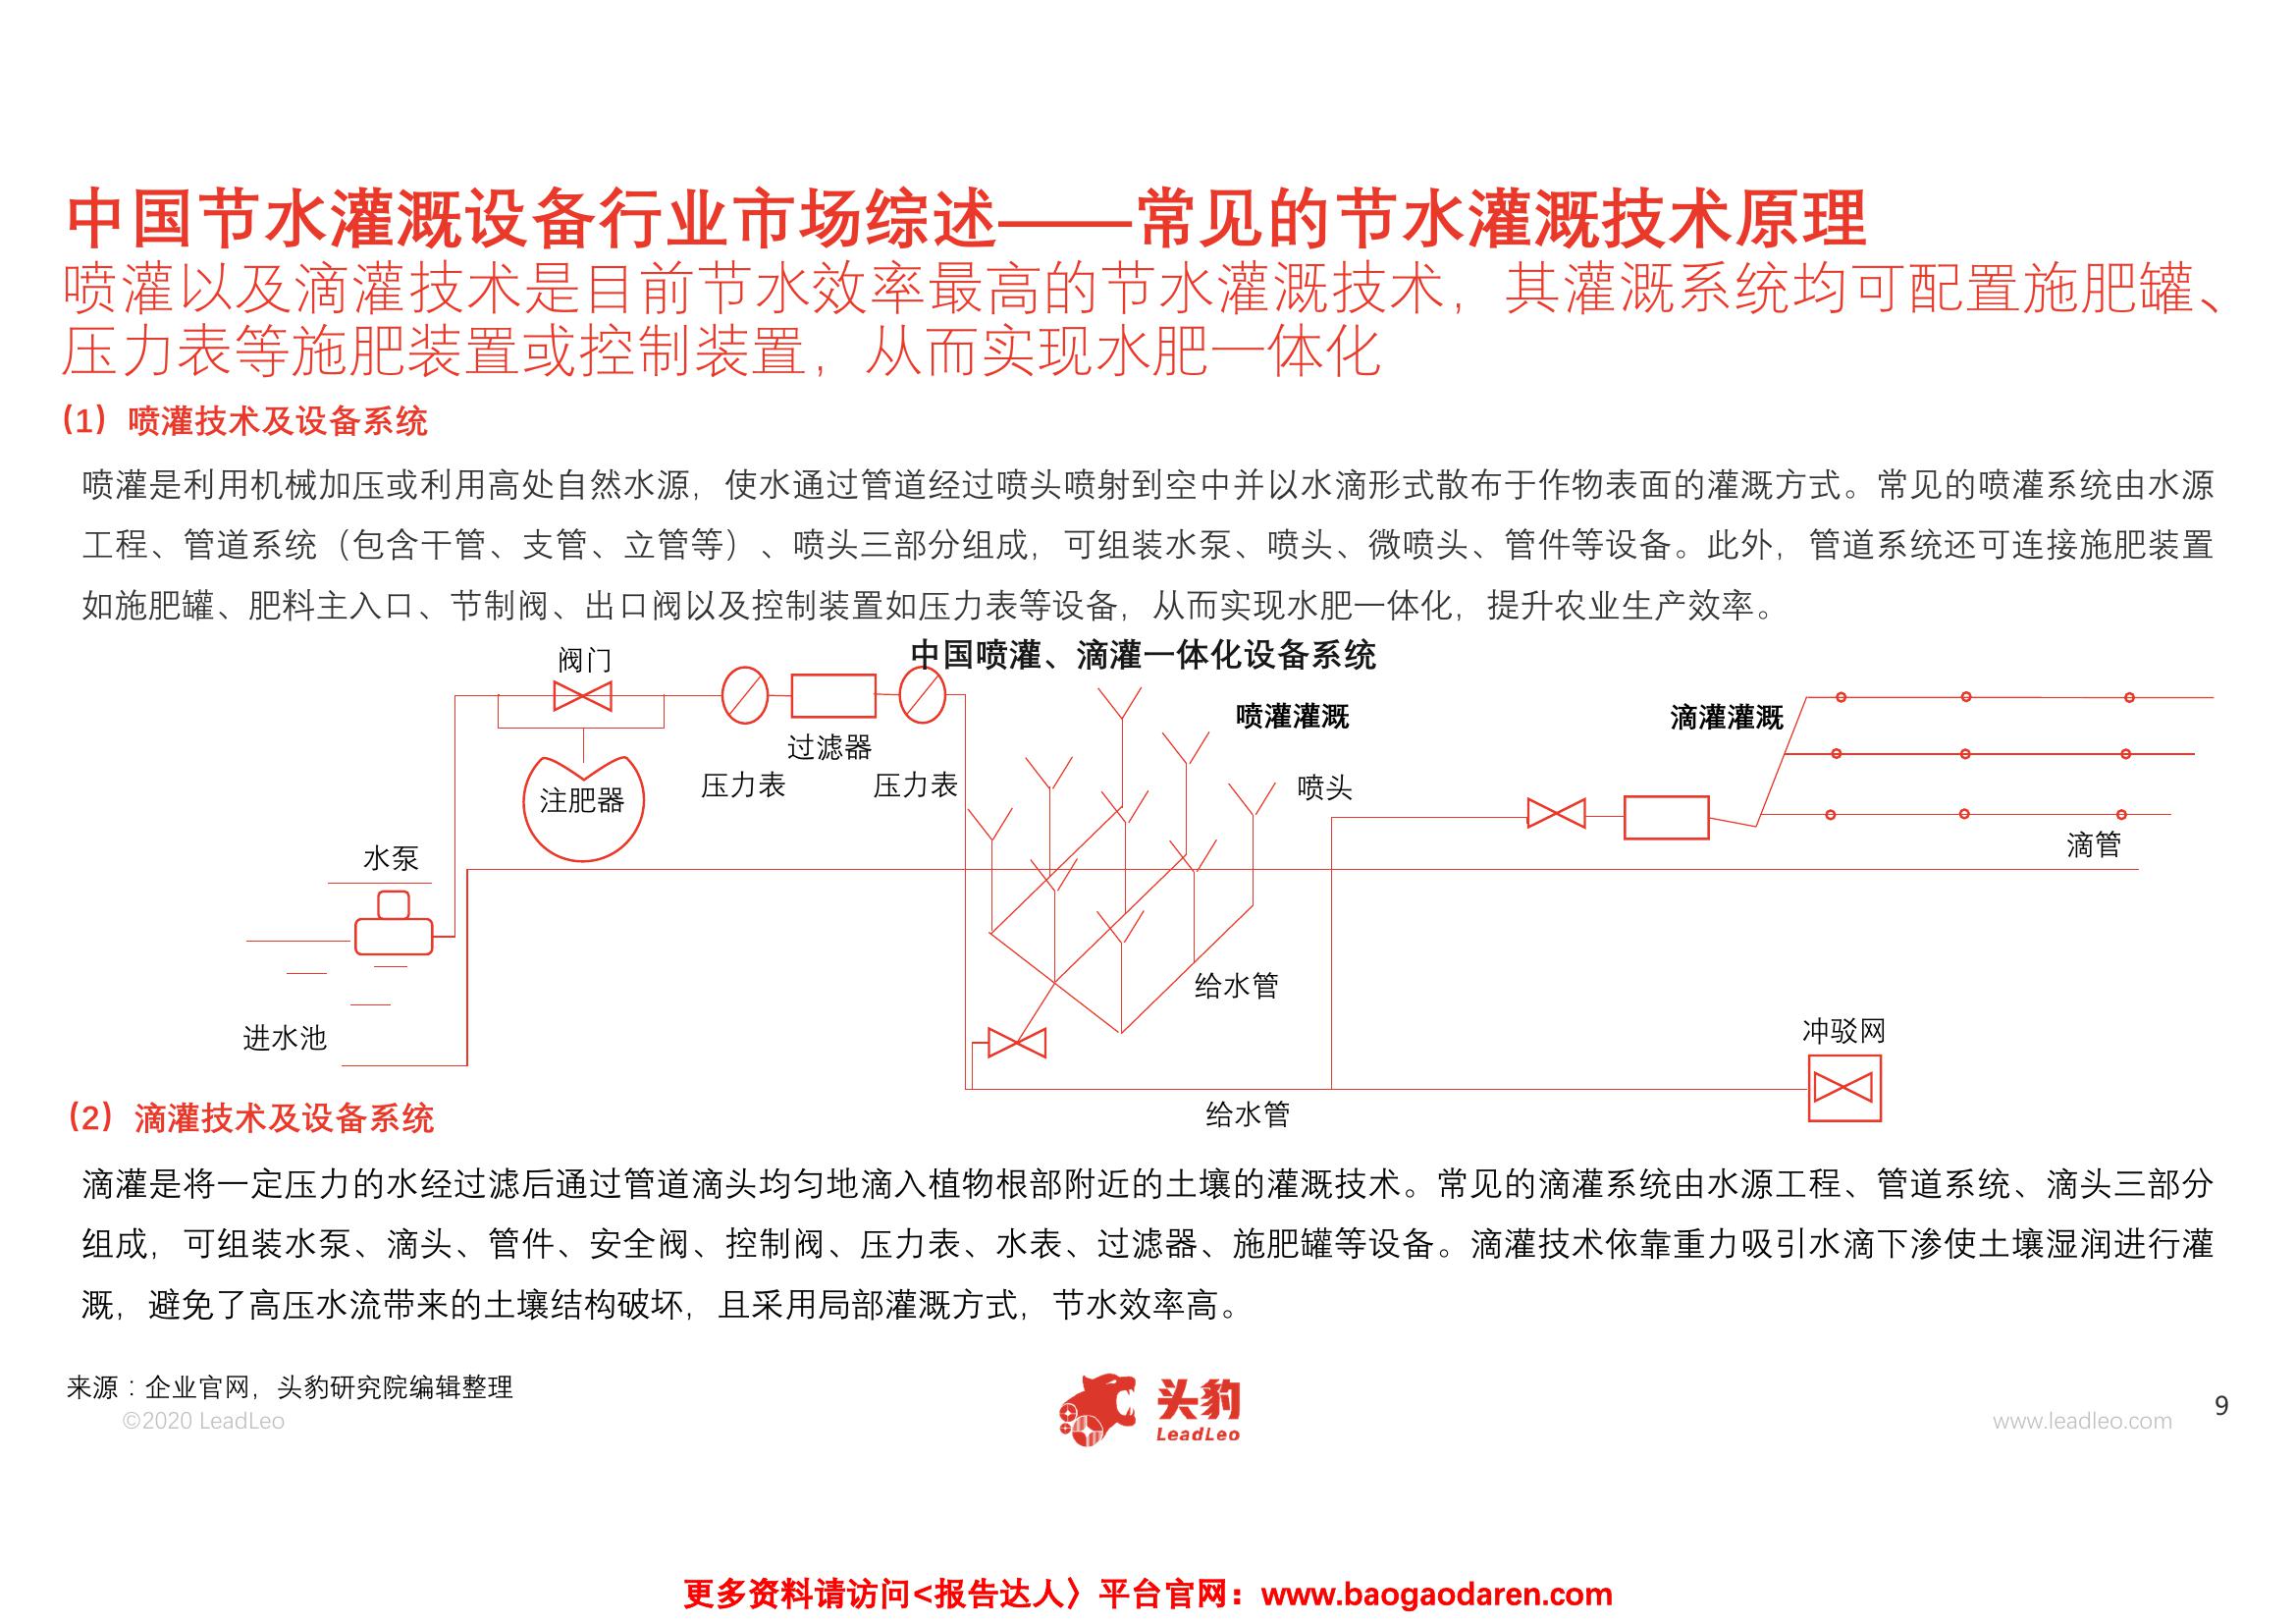 中国节水灌溉设备行业市场综述——常见的节水灌溉技术原理
喷灌以及滴灌技术是目前节水效率最高的节水灌溉技术，其灌溉系统均可配置施肥罐、
压力表等施肥装置或控制装置，从而实现水肥一体化
(1) 喷灌技术及设备系统
喷灌是利用机械加压或利用高处自然水源，使水通过管道经过喷头喷射到空中并以水滴形式散布于作物表面的灌溉方式。常见的喷灌系统由水源
工程、管道系统（包含干管、支管、立管等）、喷头三部分组成，可组装水泵、喷头、微喷头、管件等设备。此外，管道系统还可连接施肥装置
如施肥罐、肥料主入口、节制阀、出口阀以及控制装置如压力表等设备，从而实现水肥一体化，提升农业生产效率。
中国喷灌、滴灌一体化设备系统
阀门
喷灌灌溉
滴灌灌溉
过滤器
压力表
压力表
喷头
注肥器
滴管
水泵
给水管
进水池
冲驳网
给水管
(2) 滴灌技术及设备系统
滴灌是将一定压力的水经过滤后通过管道滴头均匀地滴入植物根部附近的土壤的灌溉技术。常见的滴灌系统由水源工程、管道系统、滴头三部分
组成，可组装水泵、滴头、管件、安全阀、控制阀、压力表、水表、过滤器、施肥罐等设备。滴灌技术依靠重力吸引水滴下渗使土壤湿润进行灌
溉，避免了高压水流带来的土壤结构破坏，且采用局部灌溉方式，节水效率高。
来源：企业官网，头豹研究院编辑整理
©2020 LeadLeo
头豹
LeadLeo
www.leadleo.com
9
更多资料请访问<报告达人〉平台官网：www.baogaodaren.com